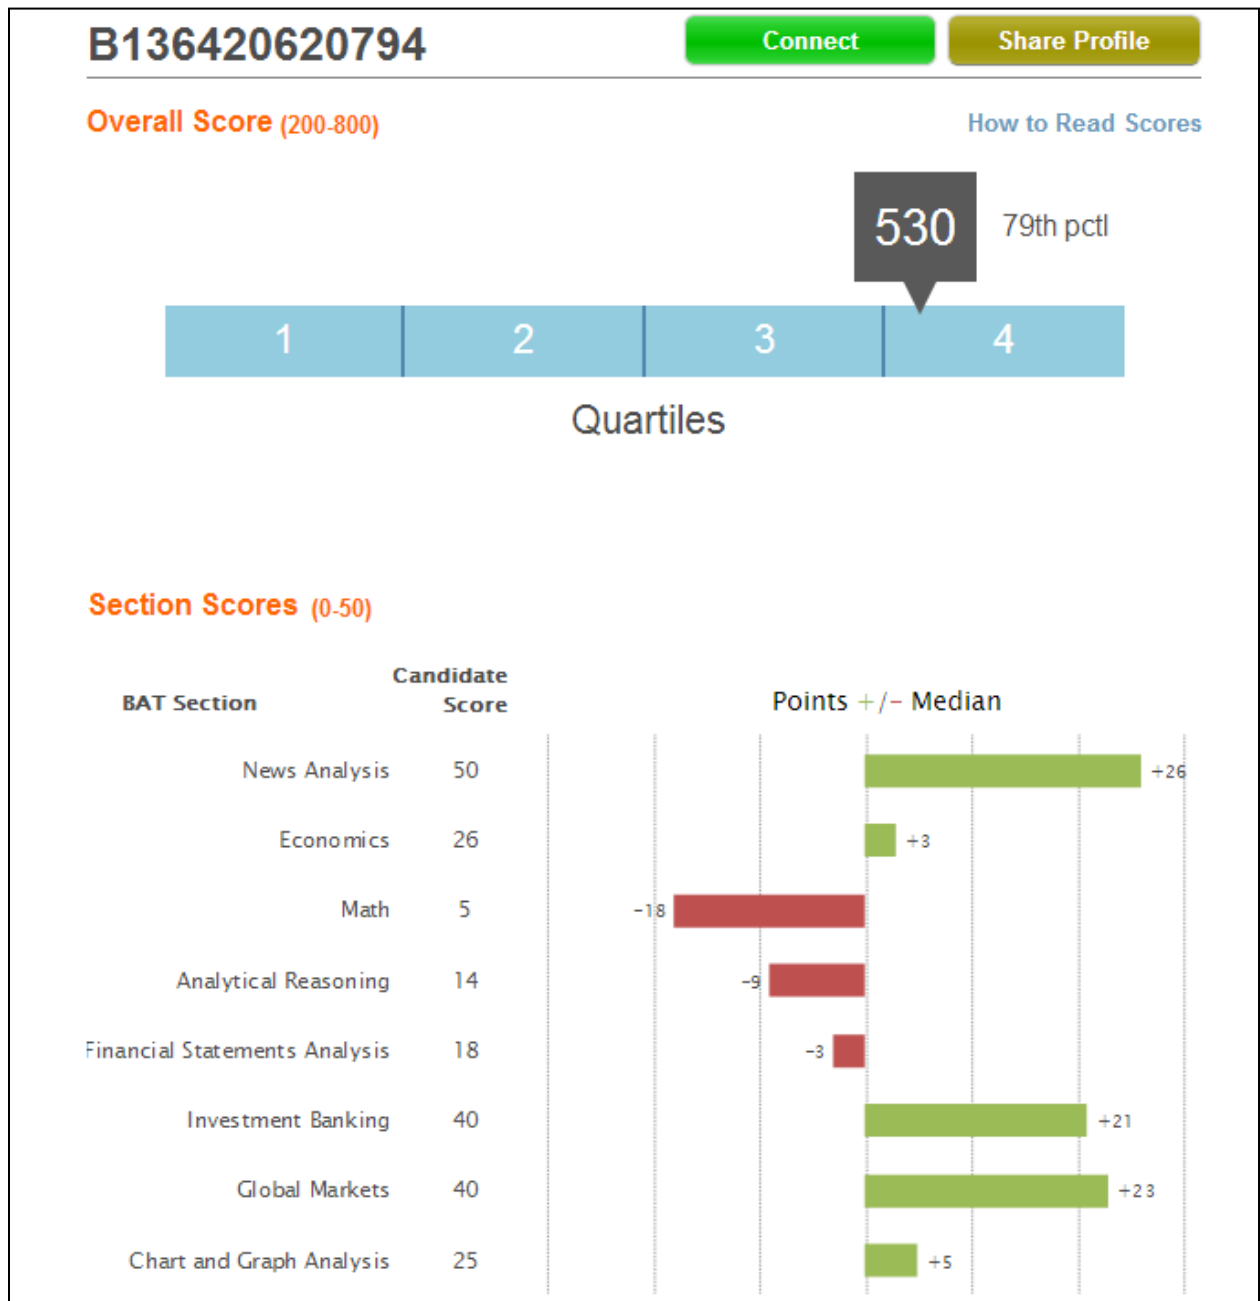 B136420620794
Connect
Share Profile
Overall Score (200-800)
How to Read Scores
530
79th pctl
1 2 3 4
Quartiles
Section Scores (0-50)
BAT Section
Candidate
Score
Points +/- Median
News Analysis 50 +26
Economics 26 +3
Math 5 -18
Analytical Reasoning 14 -9
Financial Statements Analysis 18 -3
Investment Banking 40 +21
Global Markets 40 +23
Chart and Graph Analysis 25 +5